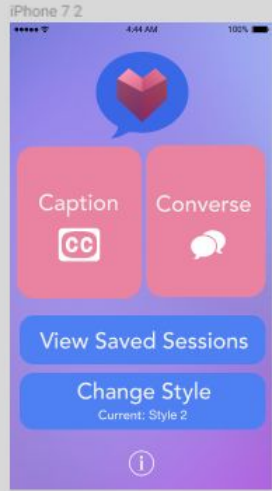 iPhone 7 2
4:44 AM 100%
Caption Converse
CC
View Saved Sessions
Change Style
Current: Style 2
i